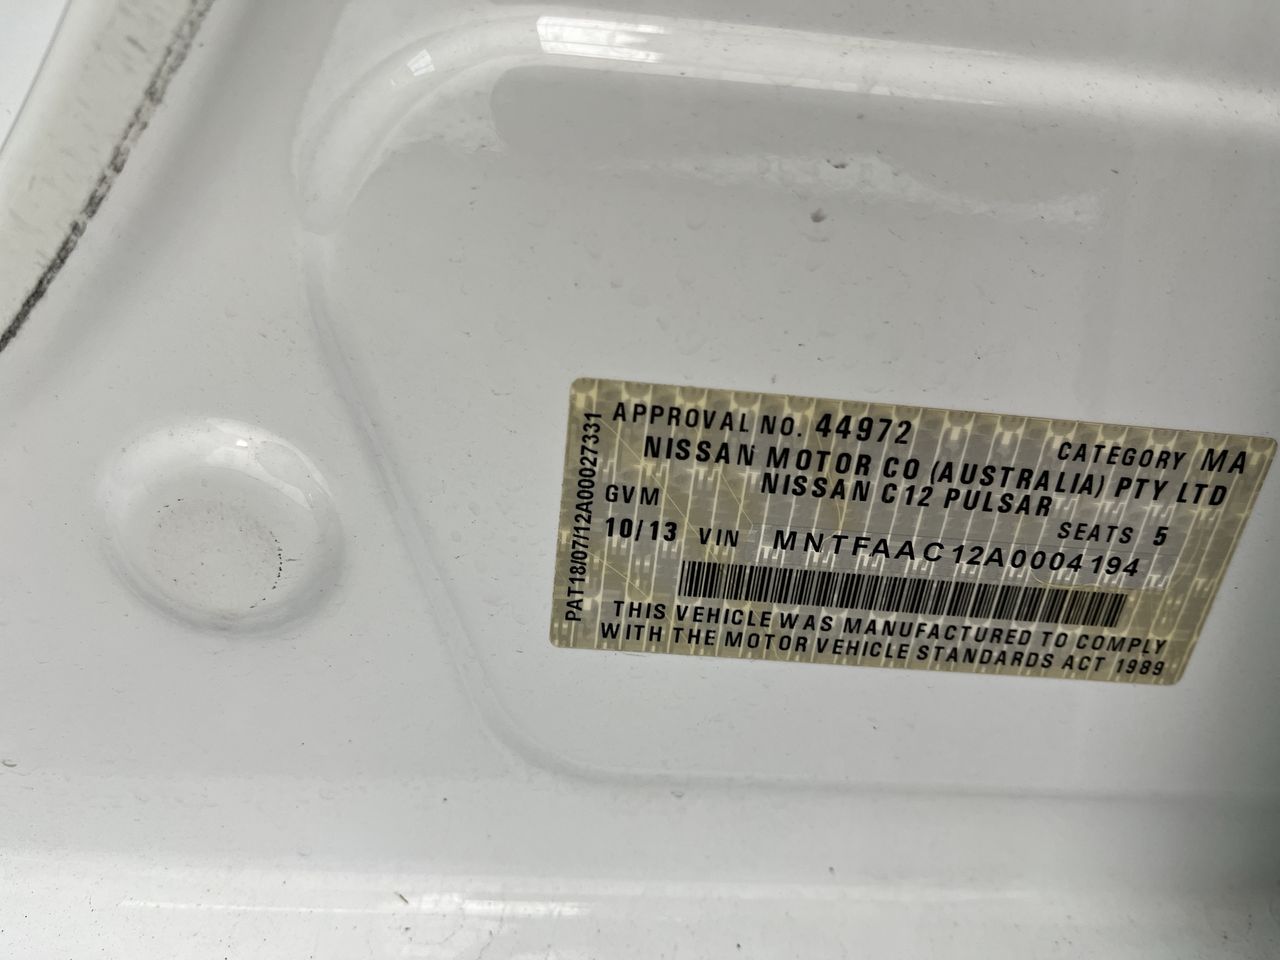 APPROVAL NO. 44972
CATEGORY MA
NISSAN MOTOR CO (AUSTRALIA) PTY LTD
NISSAN C12 PULSAR
GVM
SEATS 5
10/13 VIN MNTFAAC12A0004194
THIS VEHICLE WAS MANUFACTURED TO COMPLY
WITH THE MOTOR VEHICLE STANDARDS ACT 1989
PAT18/07/12A00027331